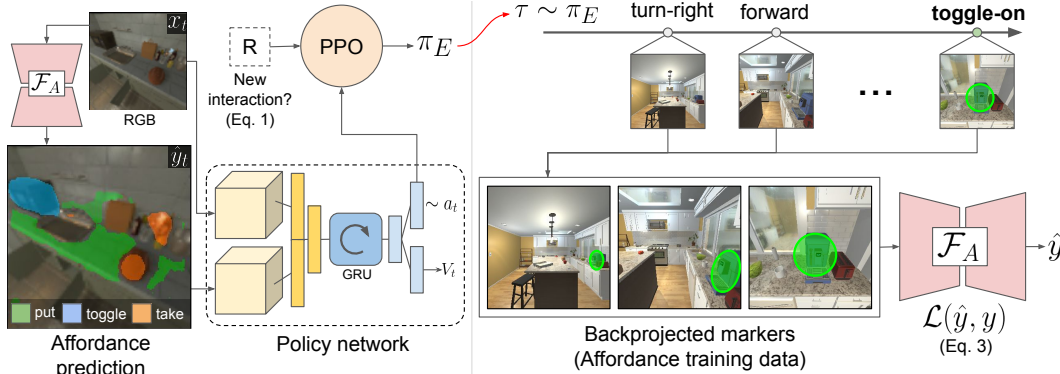 x_t
F_A
RGB
ŷ_t
put toggle take
Affordance
prediction
R
New
interaction?
(Eq. 1)
PPO
π_E
GRU
∼ a_t
V_t
Policy network
τ ∼ π_E
turn-right
forward
toggle-on
...
Backprojected markers
(Affordance training data)
F_A
ŷ
L(ŷ, y)
(Eq. 3)